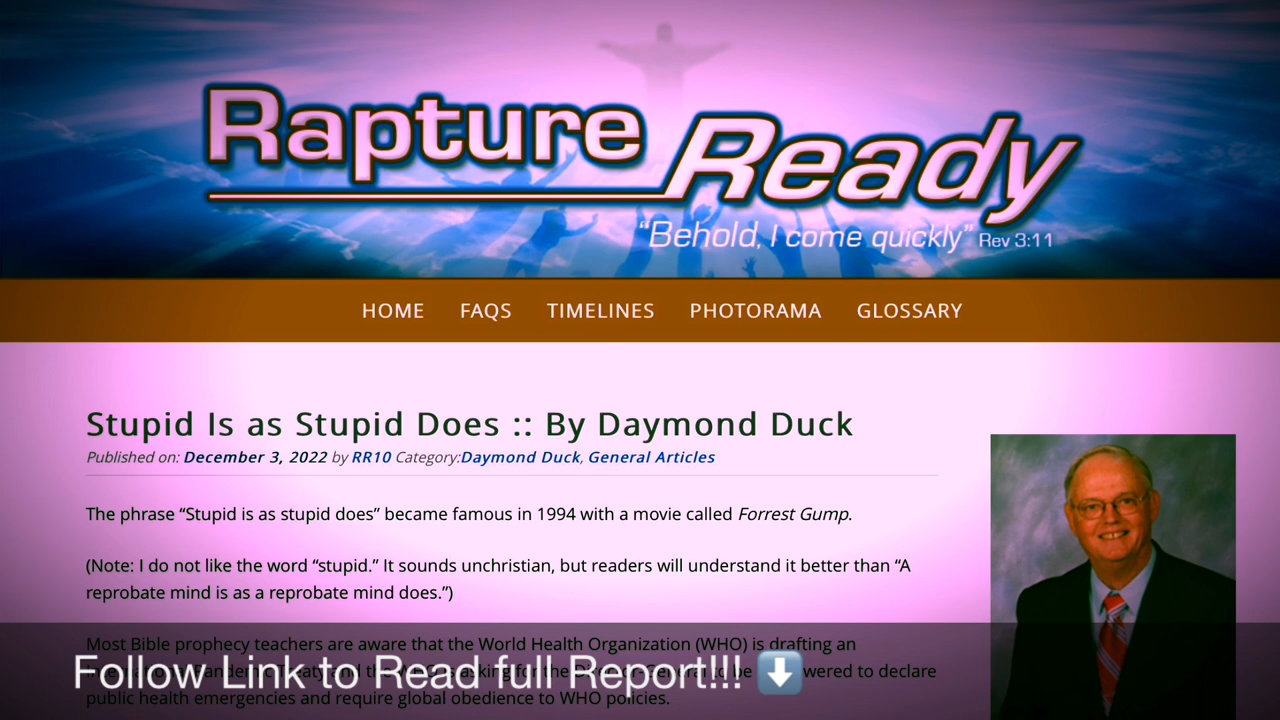 Rapture Ready
“Behold, I come quickly” Rev 3:11
HOME FAQS TIMELINES PHOTORAMA GLOSSARY
Stupid Is as Stupid Does :: By Daymond Duck
Published on: December 3, 2022 by RR10 Category:Daymond Duck, General Articles
The phrase “Stupid is as stupid does” became famous in 1994 with a movie called Forrest Gump.
(Note: I do not like the word “stupid.” It sounds unchristian, but readers will understand it better than “A
reprobate mind is as a reprobate mind does.”)
Most Bible prophecy teachers are aware that the World Health Organization (WHO) is drafting an
Follow Link to Read full Report!!! ⬇️
to declare
public health emergencies and require global obedience to WHO policies.